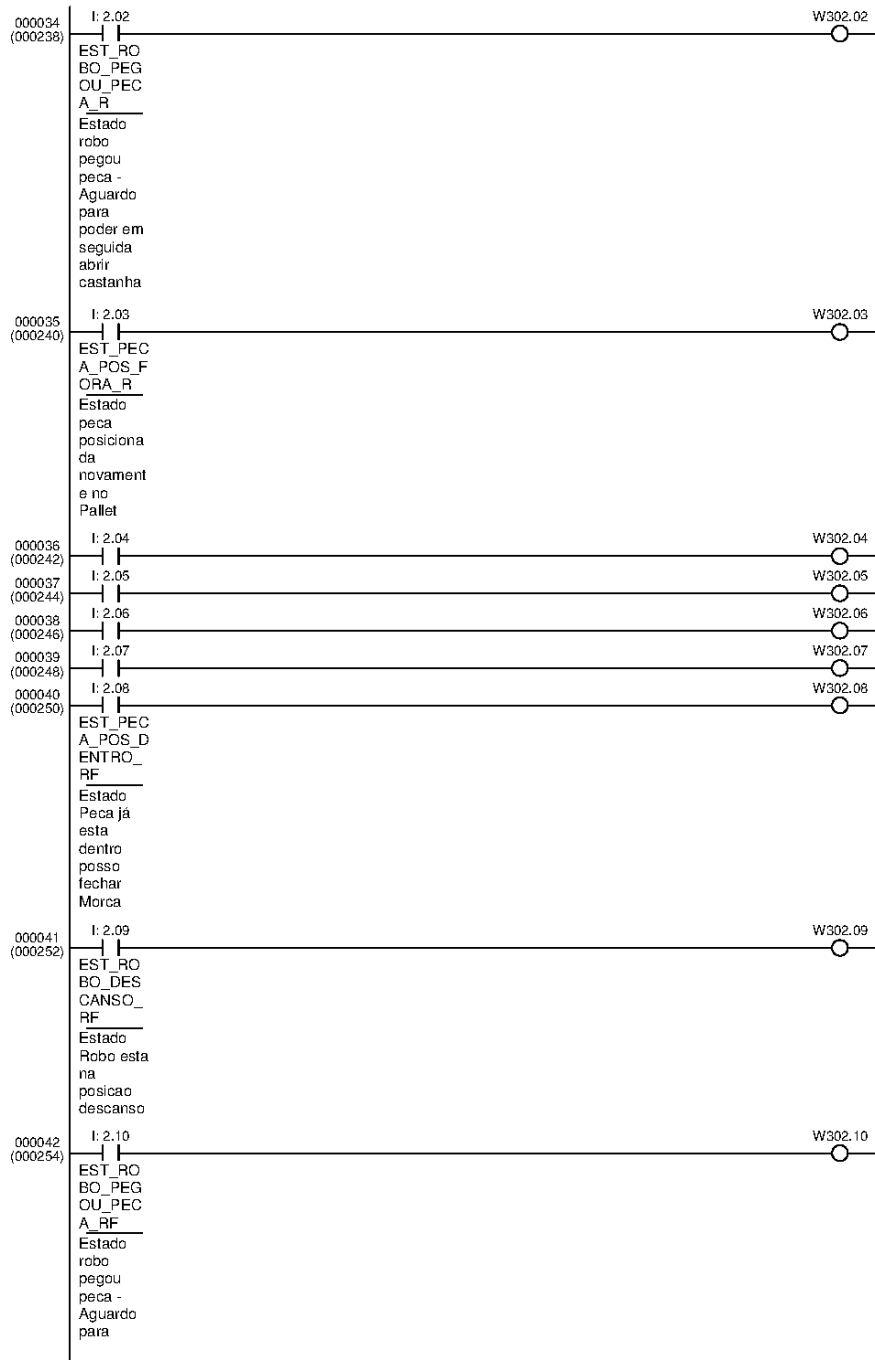 000034
(000238)
I: 2.02
W302.02
EST_RO
BO_PEG
OU_PEC
A_R
Estado
robo
pegou
peca -
Aguardo
para
poder em
seguida
abrir
castanha
000035
(000240)
I: 2.03
W302.03
EST_PEC
A_POS_F
ORA_R
Estado
peca
posiciona
da
novament
e no
Pallet
000036
(000242)
I: 2.04
W302.04
000037
(000244)
I: 2.05
W302.05
000038
(000246)
I: 2.06
W302.06
000039
(000248)
I: 2.07
W302.07
000040
(000250)
I: 2.08
W302.08
EST_PEC
A_POS_D
ENTRO_
RF
Estado
Peca já
esta
dentro
posso
fechar
Morca
000041
(000252)
I: 2.09
W302.09
EST_RO
BO_DES
CANSO_
RF
Estado
Robo esta
na
posicao
descanso
000042
(000254)
I: 2.10
W302.10
EST_RO
BO_PEG
OU_PEC
A_RF
Estado
robo
pegou
peca -
Aguardo
para